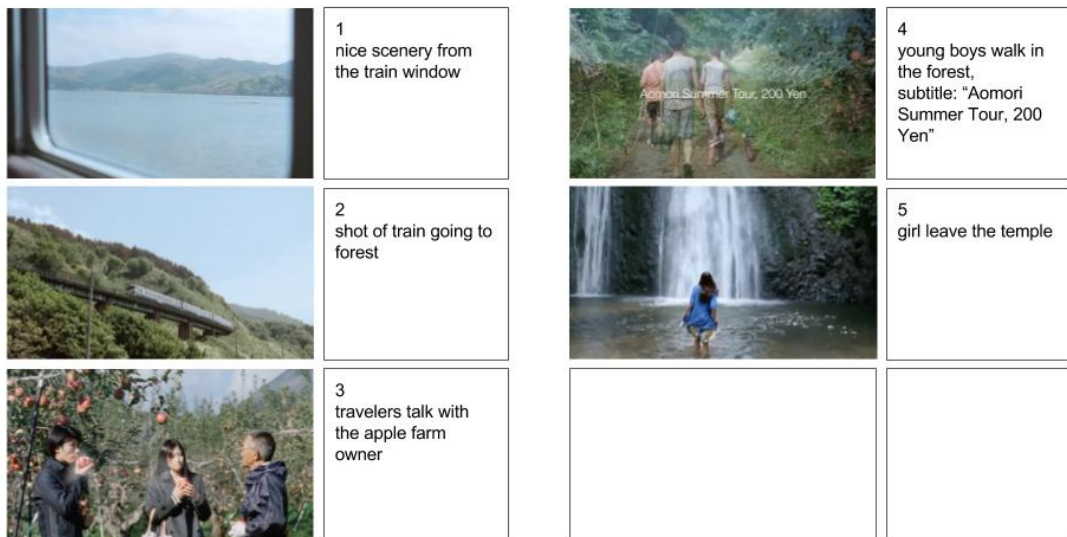 1
nice scenery from
the train window
2
shot of train going to
forest
3
travelers talk with
the apple farm
owner
Aomori Summer Tour, 200 Yen
4
young boys walk in
the forest,
subtitle: “Aomori
Summer Tour, 200
Yen”
5
girl leave the temple